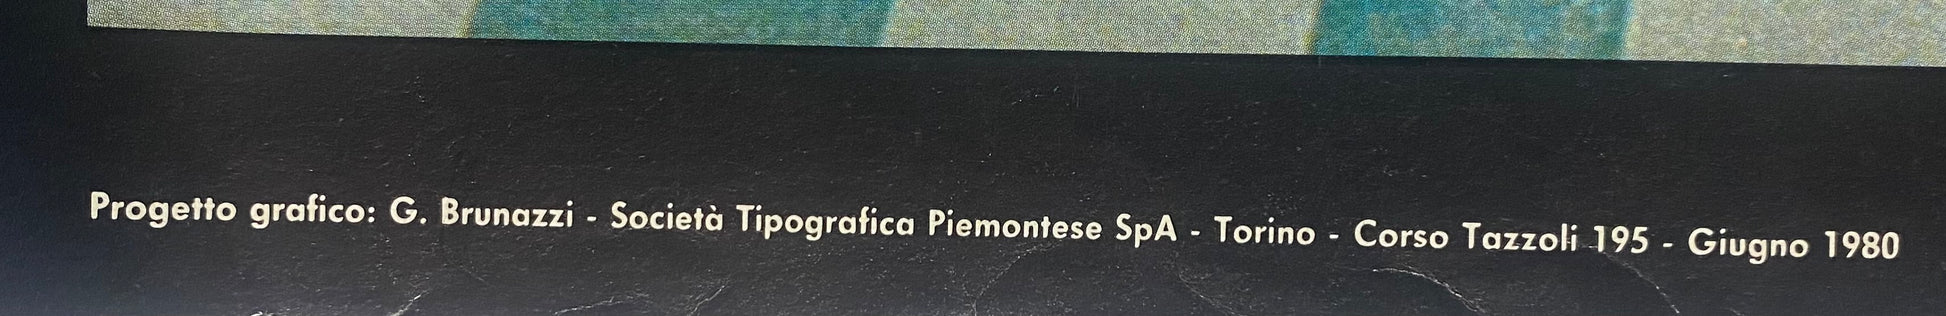 Progetto grafico: G. Brunazzi - Società Tipografica Piemontese SpA - Torino - Corso Tazzoli 195 - Giugno 1980